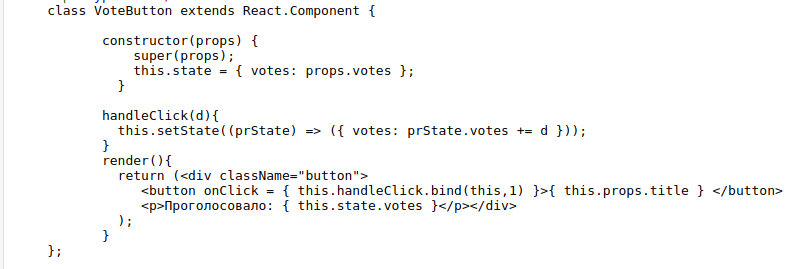 class VoteButton extends React.Component {
constructor(props) {
super(props);
this.state = { votes: props.votes };
}
handleClick(d){
this.setState((prState) => ({ votes: prState.votes += d }));
}
render(){
return (<div className="button">
<button onClick = { this.handleClick.bind(this,1) }>{ this.props.title } </button>
<p>Проголосовало: { this.state.votes }</p></div>
);
}
};